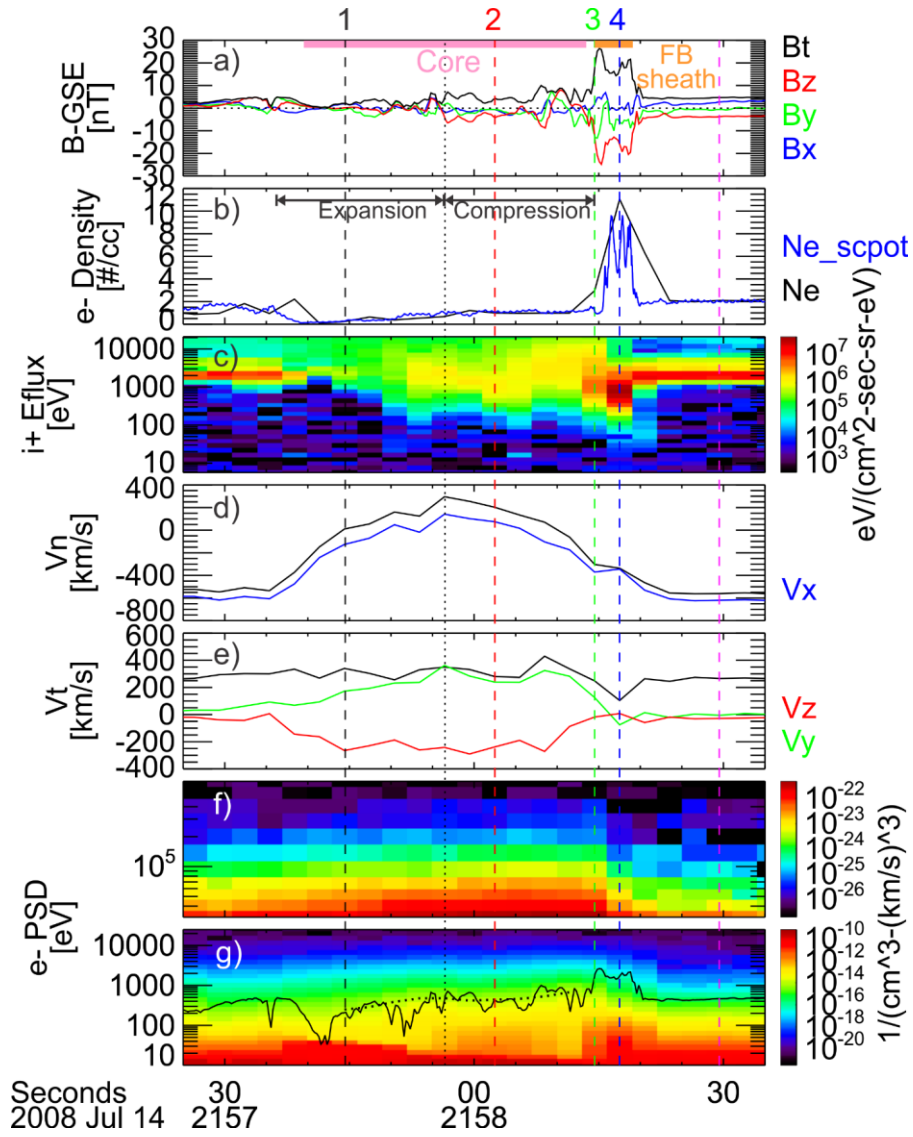 1 2 3 4
30
20
10
0
-10
-20
-30
B-GSE
[nT]
a)
Core
FB
sheath
Bt
Bz
By
Bx
12
10
8
6
4
2
0
e- Density
[#/cc]
b)
Expansion
Compression
Ne_scpot
Ne
10000
1000
100
10
i+ Eflux
[eV]
c)
10^7
10^6
10^5
10^4
10^3
eV/(cm^2-sec-sr-eV)
400
0
-400
-800
Vn
[km/s]
d)
Vx
600
400
200
0
-200
-400
Vt
[km/s]
e)
Vz
Vy
10^5
f)
10^-22
10^-23
10^-24
10^-25
10^-26
e- PSD
[eV]
10000
1000
100
10
g)
10^-10
10^-12
10^-14
10^-16
10^-18
10^-20
1/(cm^3-(km/s)^3)
Seconds 30 00 30
2008 Jul 14 2157 2158